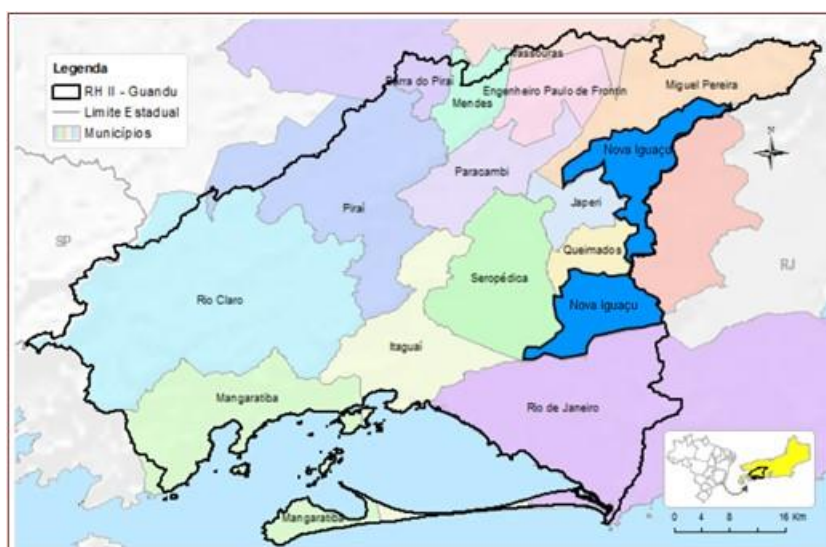 Legenda
RH II - Guandu
Limite Estadual
Municípios
Vassouras
Barra do Piraí
Engenheiro Paulo de Frontin
Miguel Pereira
Mendes
Nova Iguaçu
N
Paracambi
Japeri
Piraí
SP
Queimados
RJ
Seropédica
Rio Claro
Nova Iguaçu
Itaguaí
Mangaratiba
Rio de Janeiro
Mangaratiba
0 4 8 16 Km